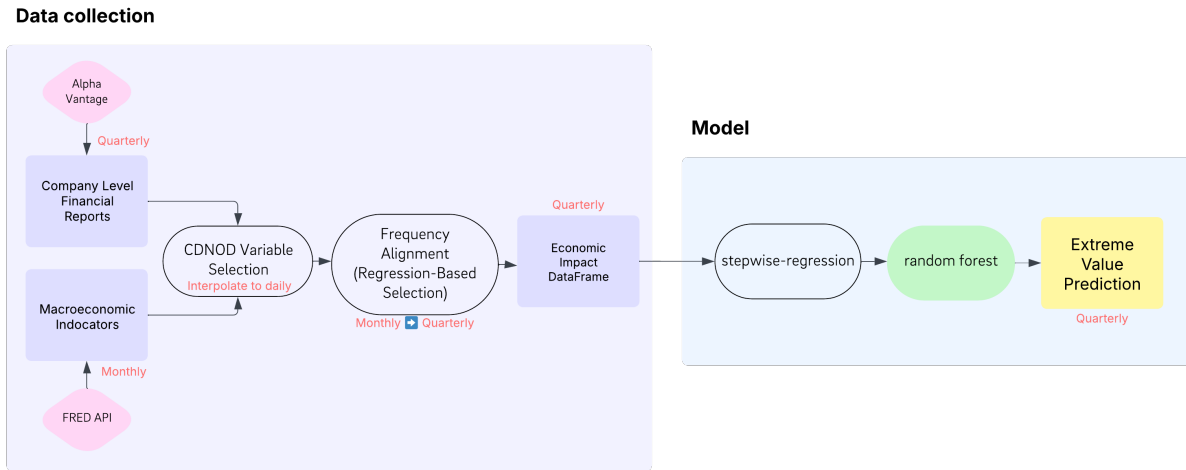 Data collection
Alpha
Vantage
Quarterly
Company Level
Financial
Reports
Macroeconomic
Indocators
Monthly
FRED API
CDNOD Variable
Selection
Interpolate to daily
Frequency
Alignment
(Regression-Based
Selection)
Monthly ➡️ Quarterly
Quarterly
Economic
Impact
DataFrame
Model
stepwise-regression
random forest
Extreme
Value
Prediction
Quarterly